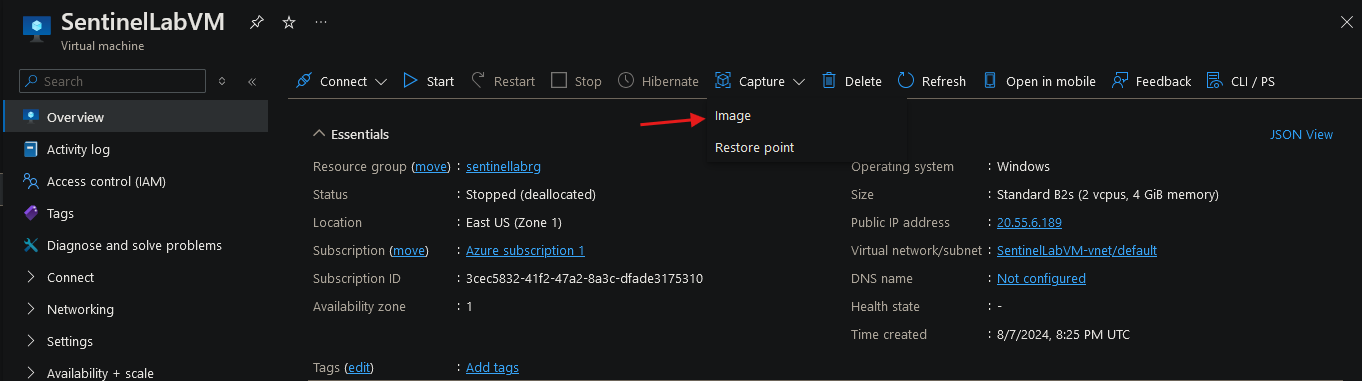 SentinelLabVM
Virtual machine
Search
Connect Start Restart Stop Hibernate Capture Delete Refresh Open in mobile Feedback CLI / PS
Image
Restore point
Overview
Activity log
Access control (IAM)
Tags
Diagnose and solve problems
Connect
Networking
Settings
Availability + scale
Essentials
JSON View
Resource group (move) : sentinellabrg
Status : Stopped (deallocated)
Location : East US (Zone 1)
Subscription (move) : Azure subscription 1
Subscription ID : 3cec5832-41f2-47a2-8a3c-dfade3175310
Availability zone : 1
Operating system : Windows
Size : Standard B2s (2 vcpus, 4 GiB memory)
Public IP address : 20.55.6.189
Virtual network/subnet : SentinelLabVM-vnet/default
DNS name : Not configured
Health state : -
Time created : 8/7/2024, 8:25 PM UTC
Tags (edit) : Add tags